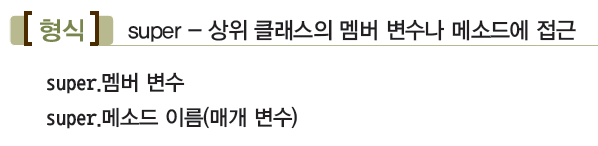 [형식] super - 상위 클래스의 멤버 변수나 메소드에 접근
super.멤버 변수
super.메소드 이름(매개 변수)